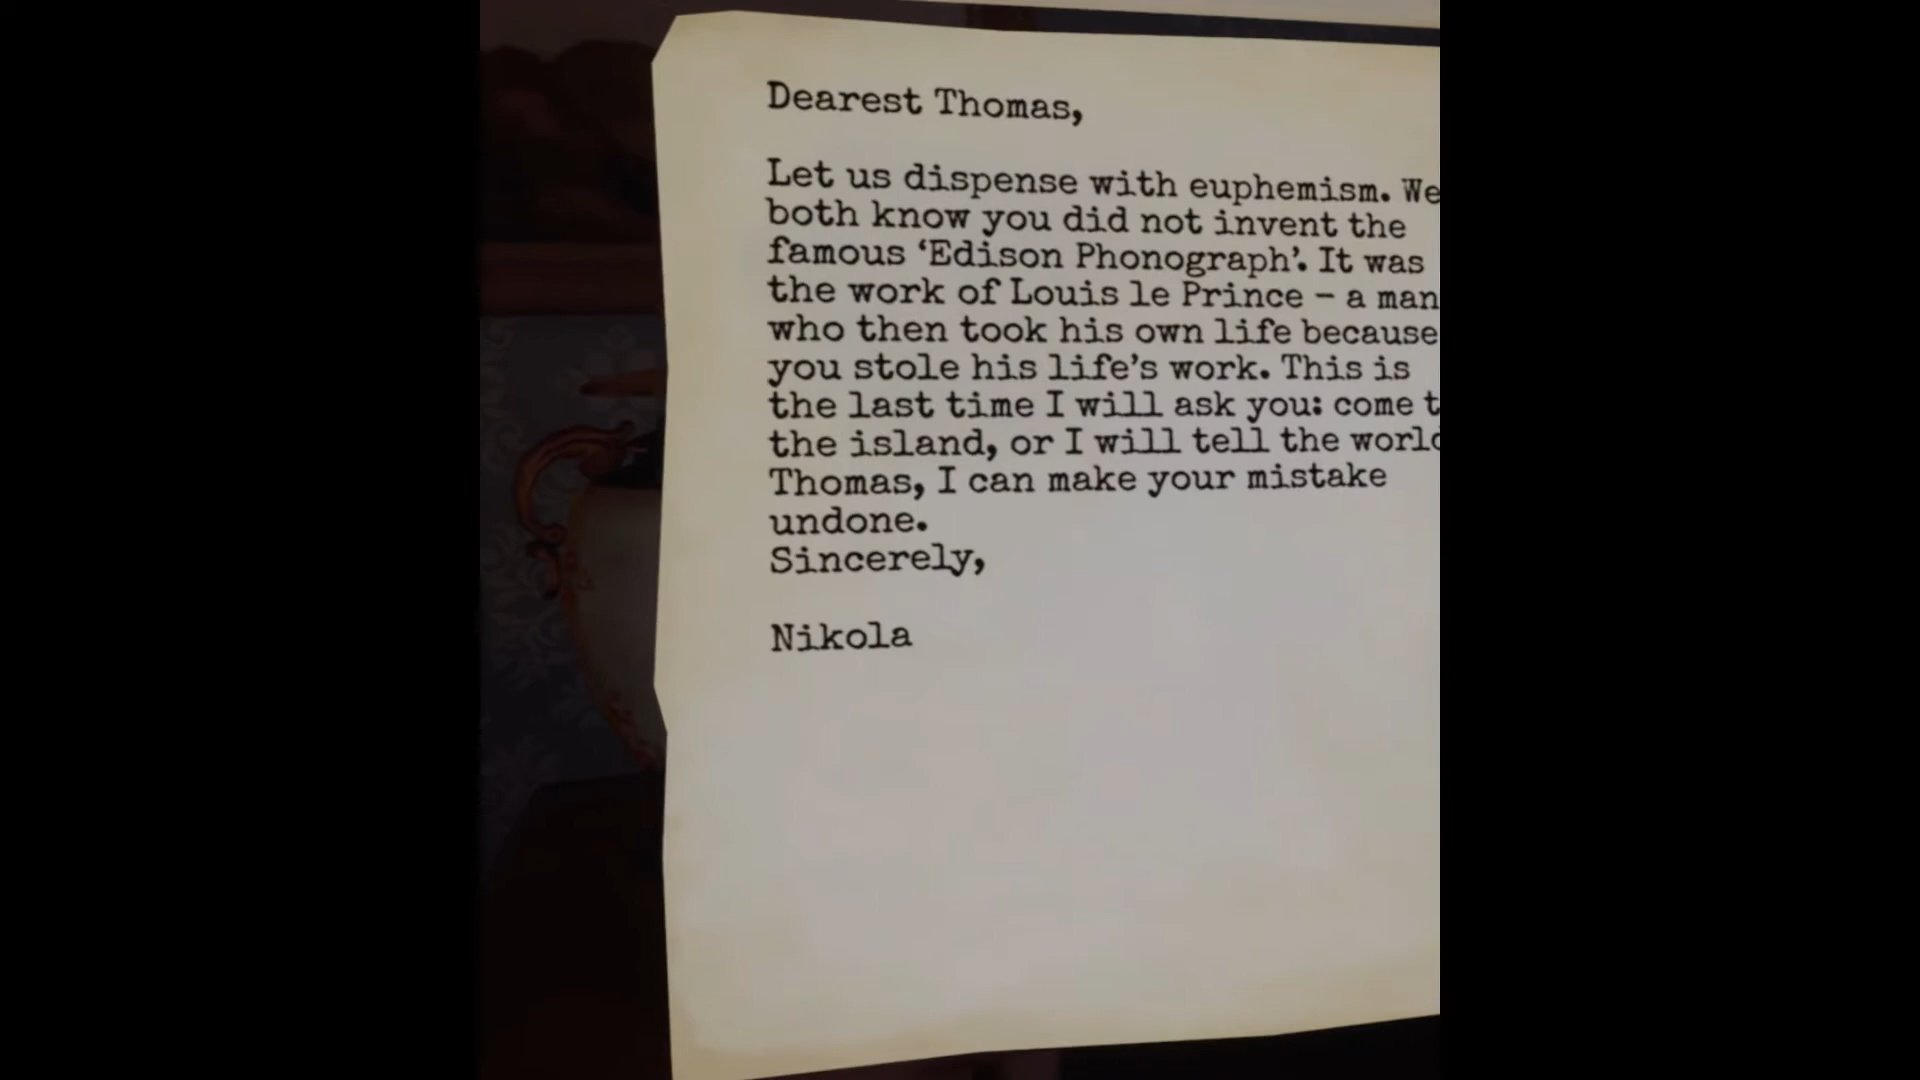 Dearest Thomas,
Let us dispense with euphemism. We
both know you did not invent the
famous ‘Edison Phonograph’. It was
the work of Louis le Prince – a man
who then took his own life because
you stole his life’s work. This is
the last time I will ask you: come t
the island, or I will tell the world
Thomas, I can make your mistake
undone.
Sincerely,
Nikola